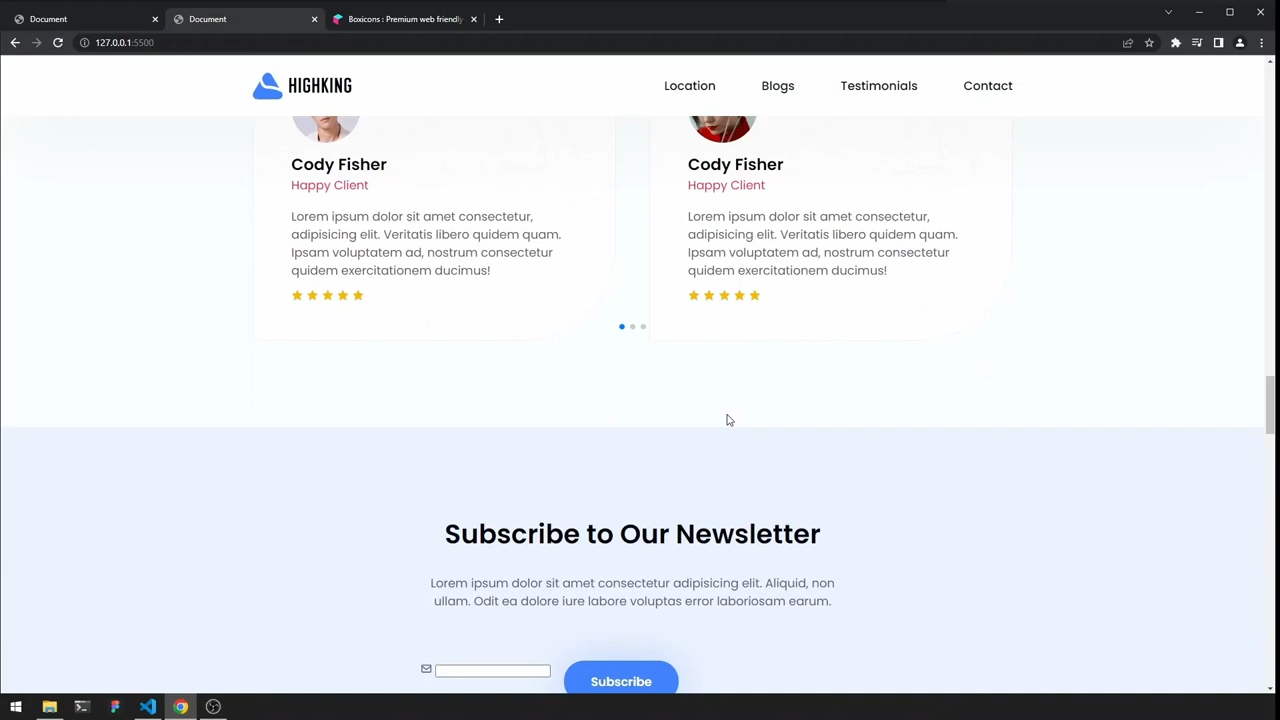 Document
Document
Boxicons : Premium web friendly
127.0.0.1:5500
HIGHKING
Location
Blogs
Testimonials
Contact
Cody Fisher
Happy Client
Lorem ipsum dolor sit amet consectetur,
adipisicing elit. Veritatis libero quidem quam.
Ipsam voluptatem ad, nostrum consectetur
quidem exercitationem ducimus!
Cody Fisher
Happy Client
Lorem ipsum dolor sit amet consectetur,
adipisicing elit. Veritatis libero quidem quam.
Ipsam voluptatem ad, nostrum consectetur
quidem exercitationem ducimus!
Subscribe to Our Newsletter
Lorem ipsum dolor sit amet consectetur adipisicing elit. Aliquid, non
ullam. Odit ea dolore iure labore voluptas error laboriosam earum.
Subscribe